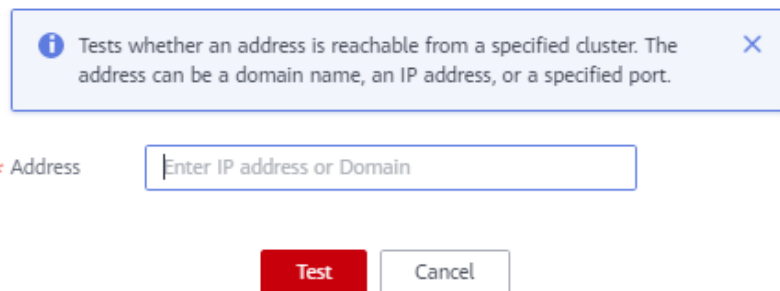 Tests whether an address is reachable from a specified cluster. The
address can be a domain name, an IP address, or a specified port.
* Address
Enter IP address or Domain
Test
Cancel